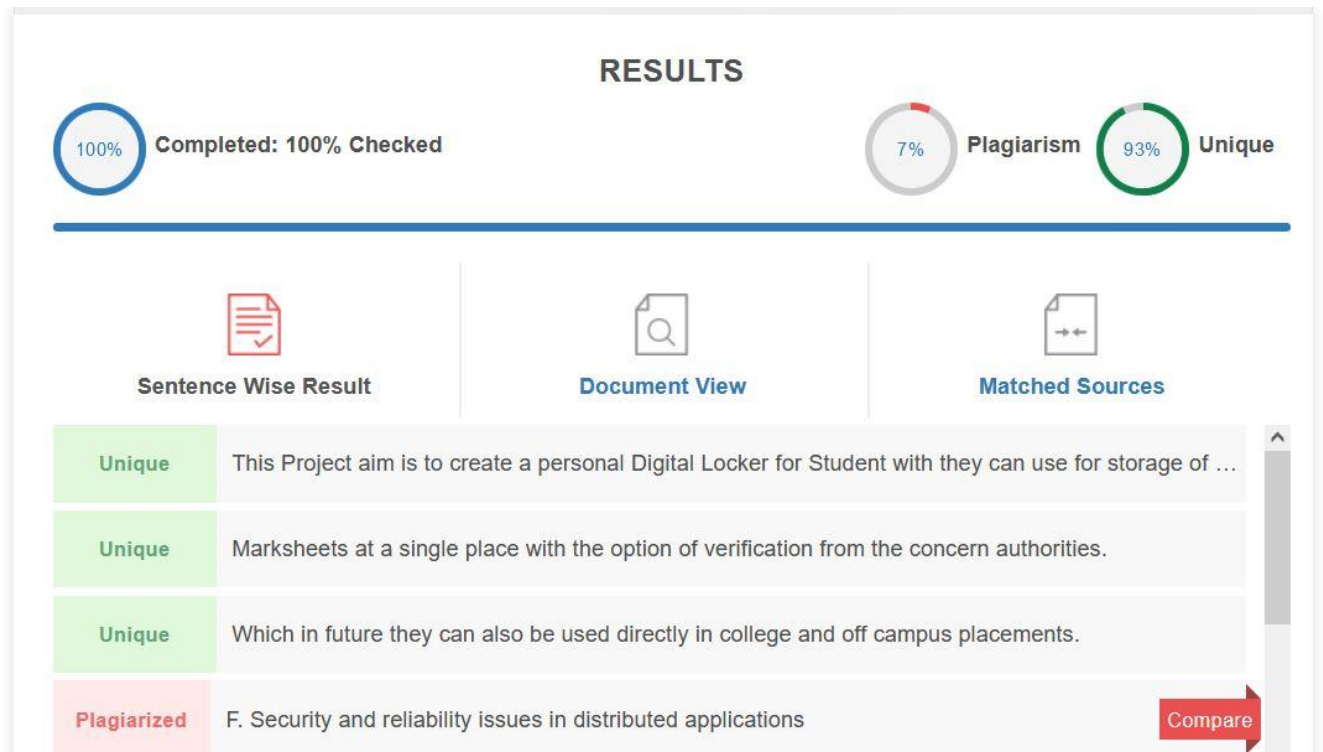 RESULTS
100% Completed: 100% Checked 7% Plagiarism 93% Unique
Sentence Wise Result Document View Matched Sources
Unique This Project aim is to create a personal Digital Locker for Student with they can use for storage of ...
Unique Marksheets at a single place with the option of verification from the concern authorities.
Unique Which in future they can also be used directly in college and off campus placements.
Plagiarized F. Security and reliability issues in distributed applications Compare